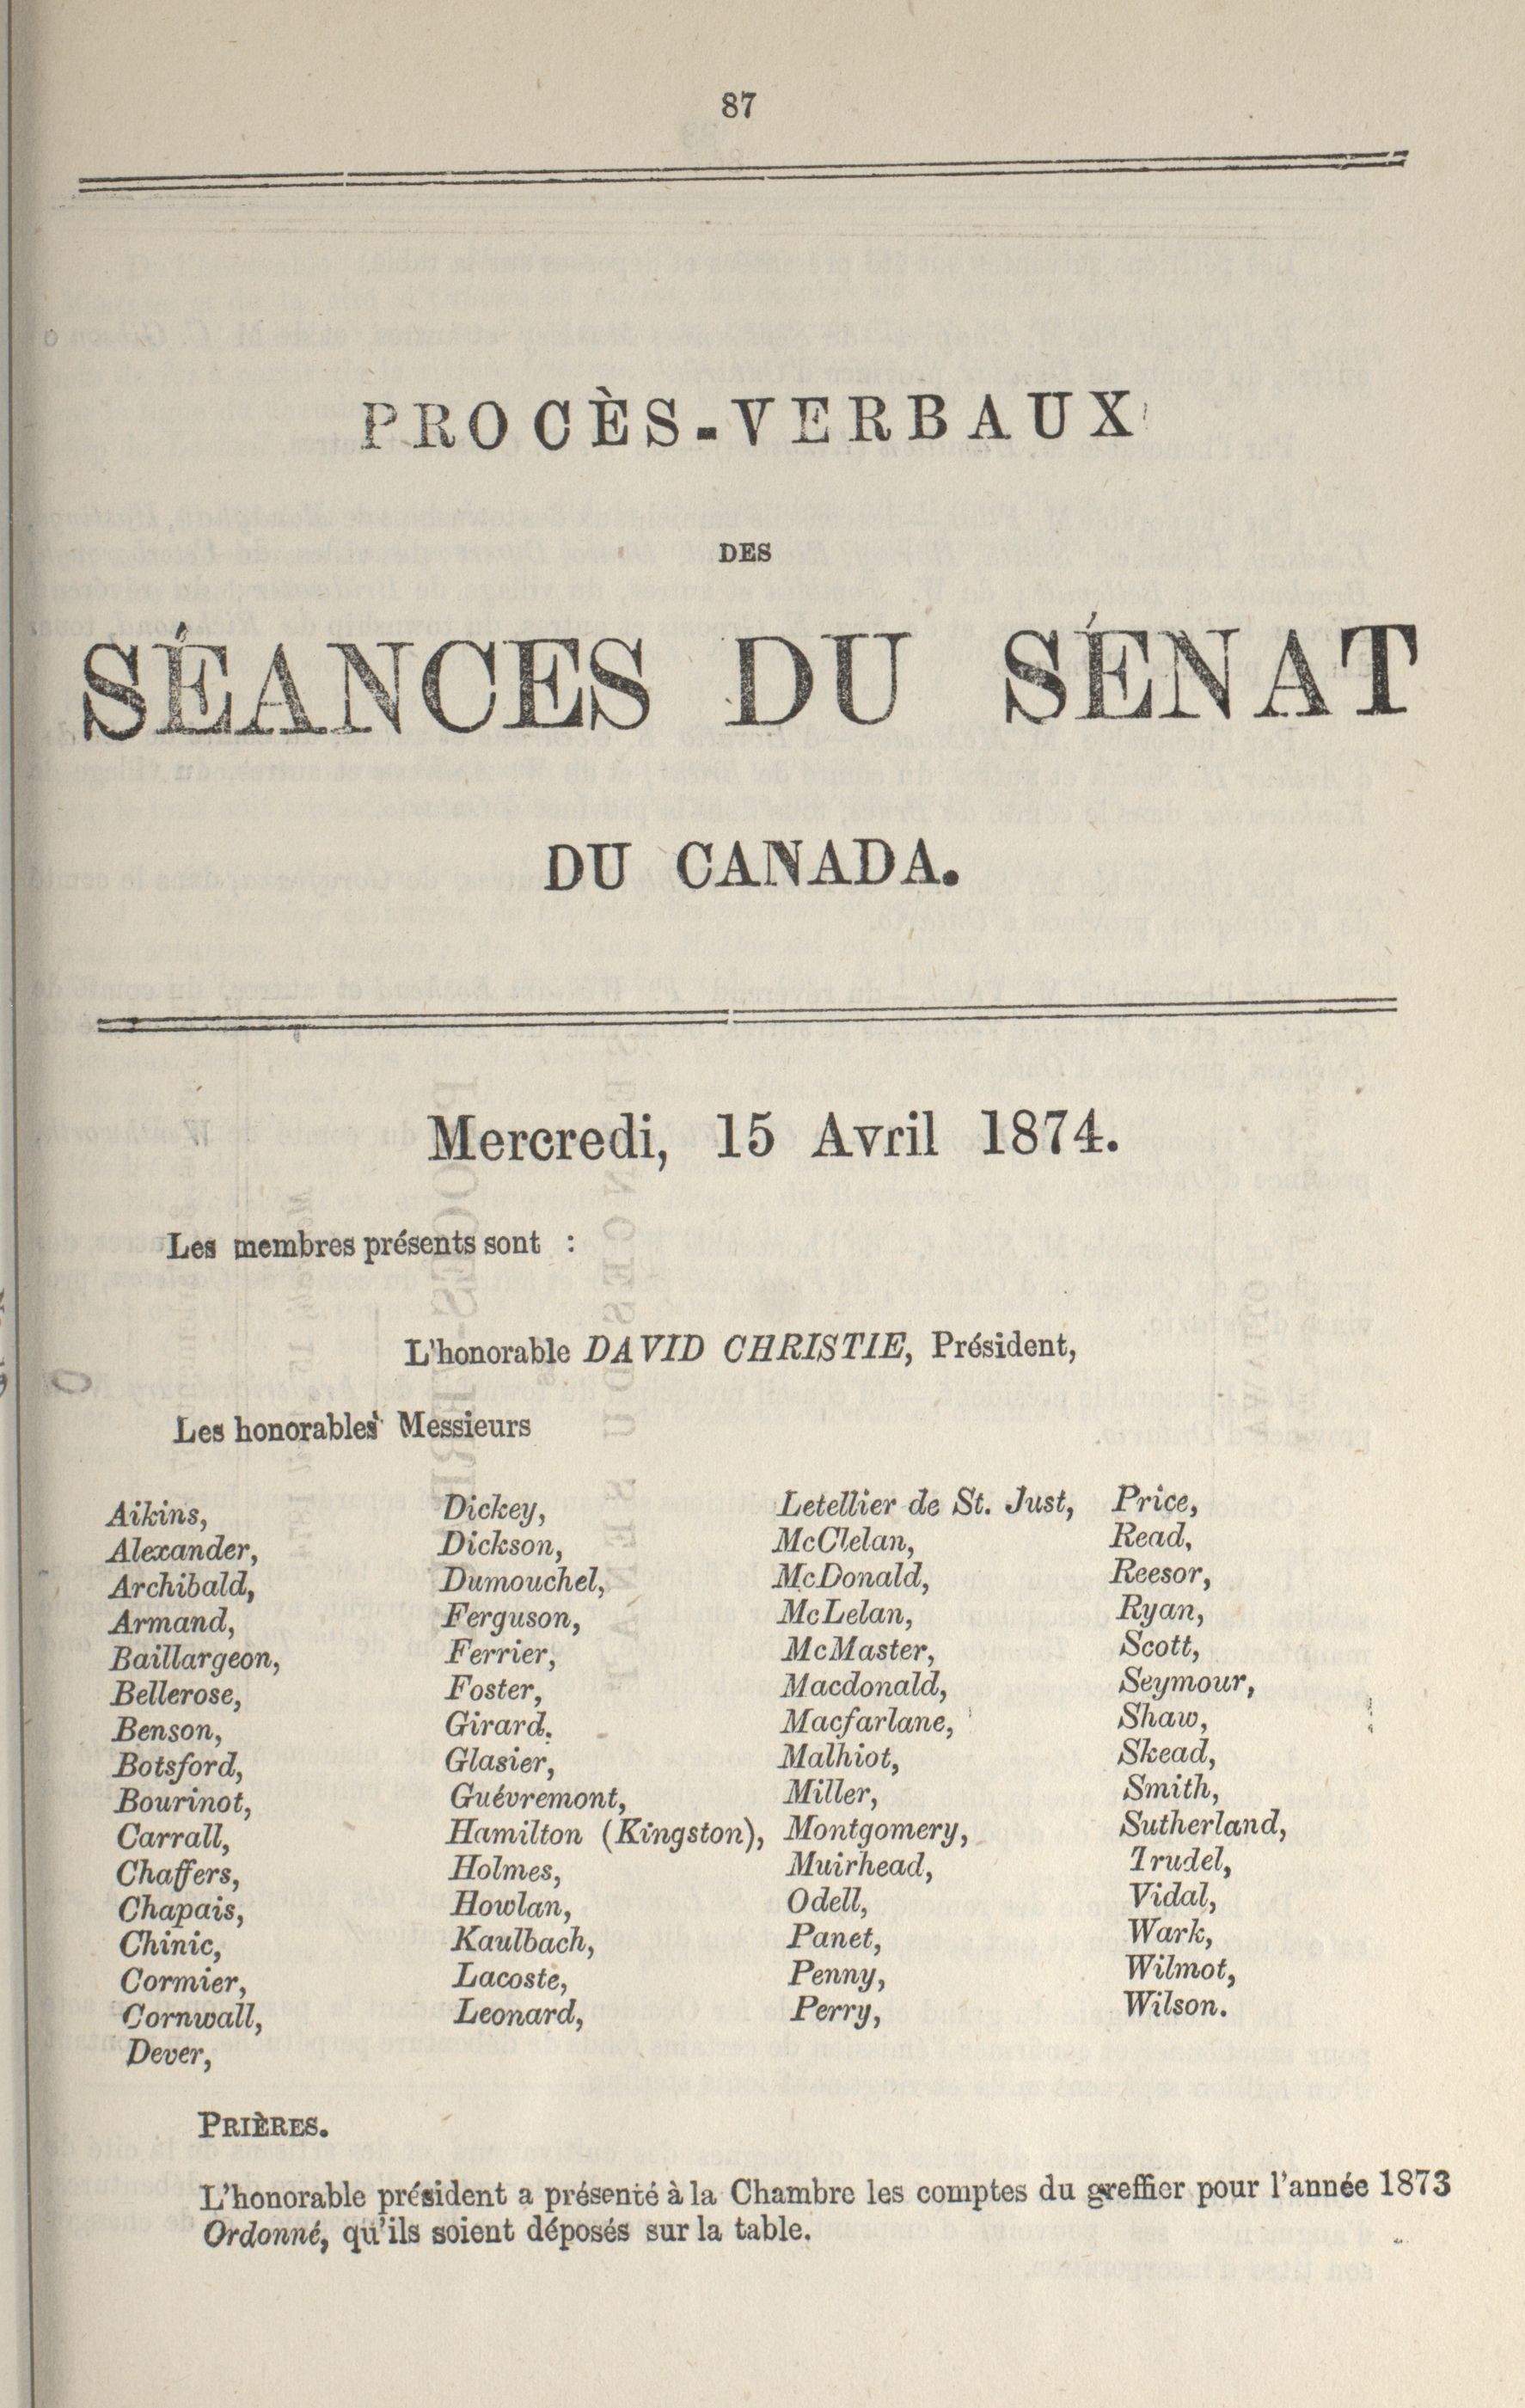 87
PROCÈS-VERBAUX
DES
SÉANCES DU SÉNAT
DU CANADA.
Mercredi, 15 Avril 1874.
Les membres présents sont :
L'honorable DAVID CHRISTIE, Président,
Les honorables Messieurs
Aikins,
Alexander,
Archibald,
Armand,
Baillargeon,
Bellerose,
Benson,
Botsford,
Bourinot,
Carrall,
Chaffers,
Chapais,
Chinic,
Cormier,
Cornwall,
Dever,
Dickey,
Dickson,
Dumouchel,
Ferguson,
Ferrier,
Foster,
Girard.
Glasier,
Guévremont,
Hamilton (Kingston),
Holmes,
Howlan,
Kaulbach,
Lacoste,
Leonard,
Letellier de St. Just,
McClelan,
McDonald,
McLelan,
McMaster,
Macdonald,
Macfarlane,
Malhiot,
Miller,
Montgomery,
Muirhead,
Odell,
Panet,
Penny,
Perry,
Price,
Read,
Reesor,
Ryan,
Scott,
Seymour,
Shaw,
Skead,
Smith,
Sutherland,
Trudel,
Vidal,
Wark,
Wilmot,
Wilson.
PRIÈRES.
L'honorable président a présenté à la Chambre les comptes du greffier pour l'année 1873
Ordonné, qu'ils soient déposés sur la table.